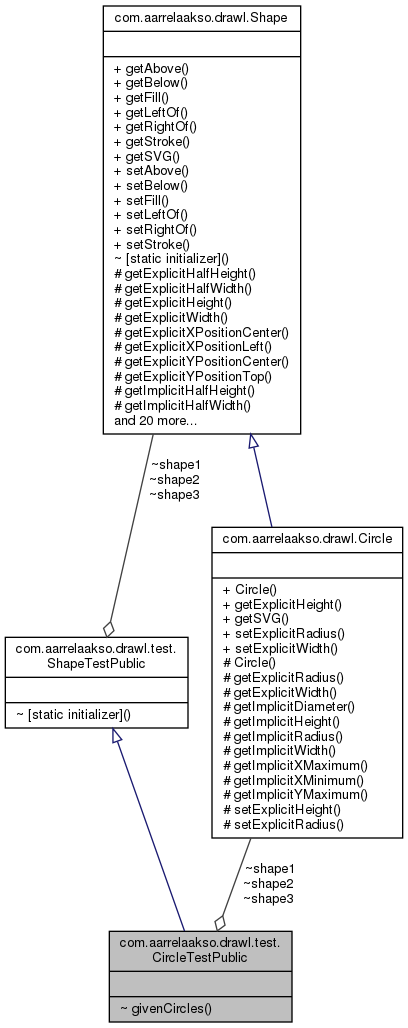 com.aarrelaakso.drawl.Shape
+ getAbove()
+ getBelow()
+ getFill()
+ getLeftOf()
+ getRightOf()
+ getStroke()
+ getSVG()
+ setAbove()
+ setBelow()
+ setFill()
+ setLeftOf()
+ setRightOf()
+ setStroke()
~ [static initializer]()
# getExplicitHalfHeight()
# getExplicitHalfWidth()
# getExplicitHeight()
# getExplicitWidth()
# getExplicitXPositionCenter()
# getExplicitXPositionLeft()
# getExplicitYPositionCenter()
# getExplicitYPositionTop()
# getImplicitHalfHeight()
# getImplicitHalfWidth()
and 20 more...
~shape1
~shape2
~shape3
com.aarrelaakso.drawl.Circle
+ Circle()
+ getExplicitHeight()
+ getSVG()
+ setExplicitRadius()
+ setExplicitWidth()
# Circle()
# getExplicitRadius()
# getExplicitWidth()
# getImplicitDiameter()
# getImplicitHeight()
# getImplicitRadius()
# getImplicitWidth()
# getImplicitXMaximum()
# getImplicitXMinimum()
# getImplicitYMaximum()
# setExplicitHeight()
# setExplicitRadius()
com.aarrelaakso.drawl.test.
ShapeTestPublic
~ [static initializer]()
~shape1
~shape2
~shape3
com.aarrelaakso.drawl.test.
CircleTestPublic
~ givenCircles()